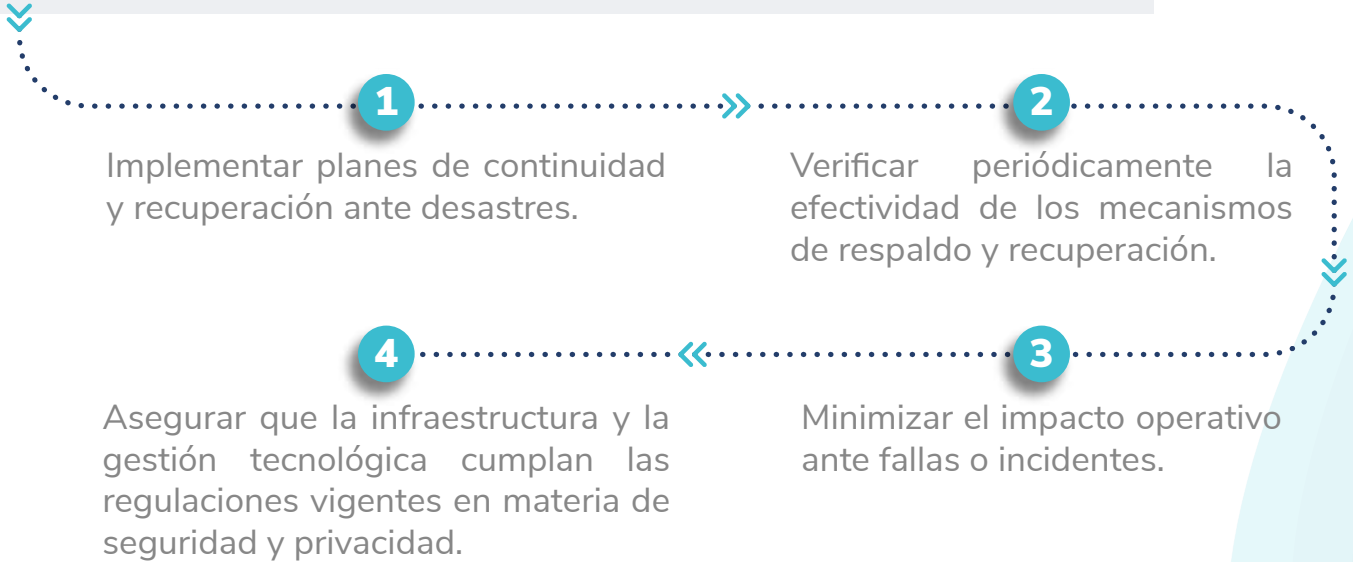 1
Implementar planes de continuidad
y recuperación ante desastres.
2
Verificar periódicamente la
efectividad de los mecanismos
de respaldo y recuperación.
3
Minimizar el impacto operativo
ante fallas o incidentes.
4
Asegurar que la infraestructura y la
gestión tecnológica cumplan las
regulaciones vigentes en materia de
seguridad y privacidad.